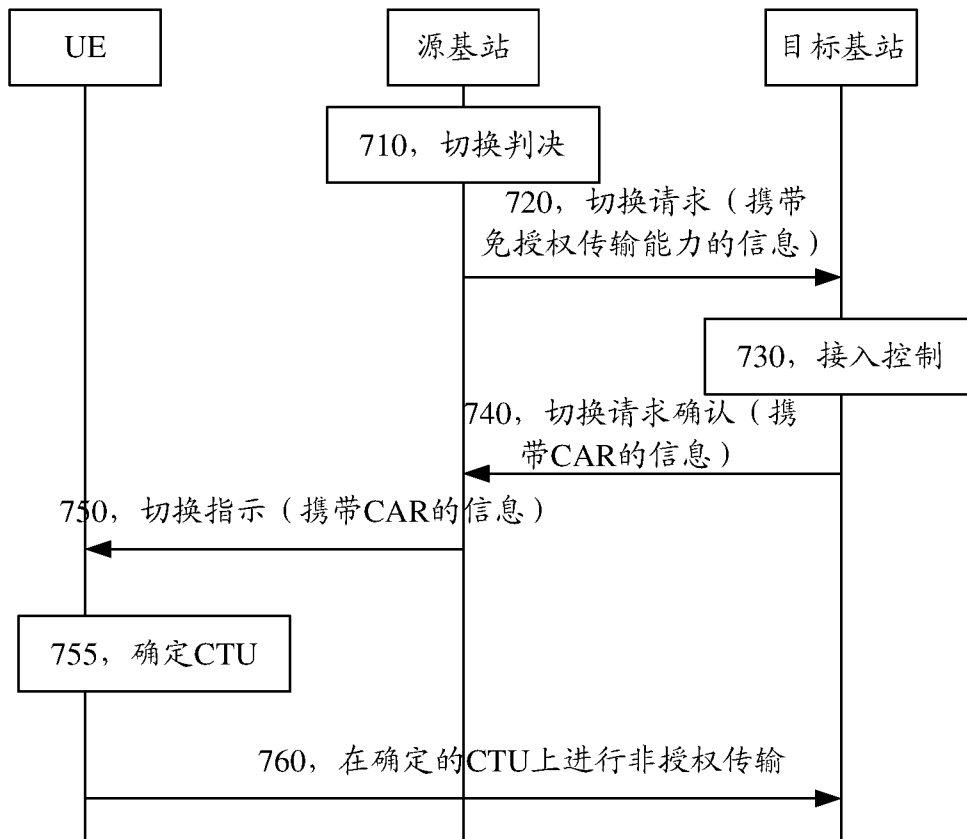 UE
源基站
目标基站
710，切换判决
720，切换请求（携带
免授权传输能力的信息）
730，接入控制
740，切换请求确认（携
带CAR的信息）
750，切换指示（携带CAR的信息）
755，确定CTU
760，在确定的CTU上进行非授权传输